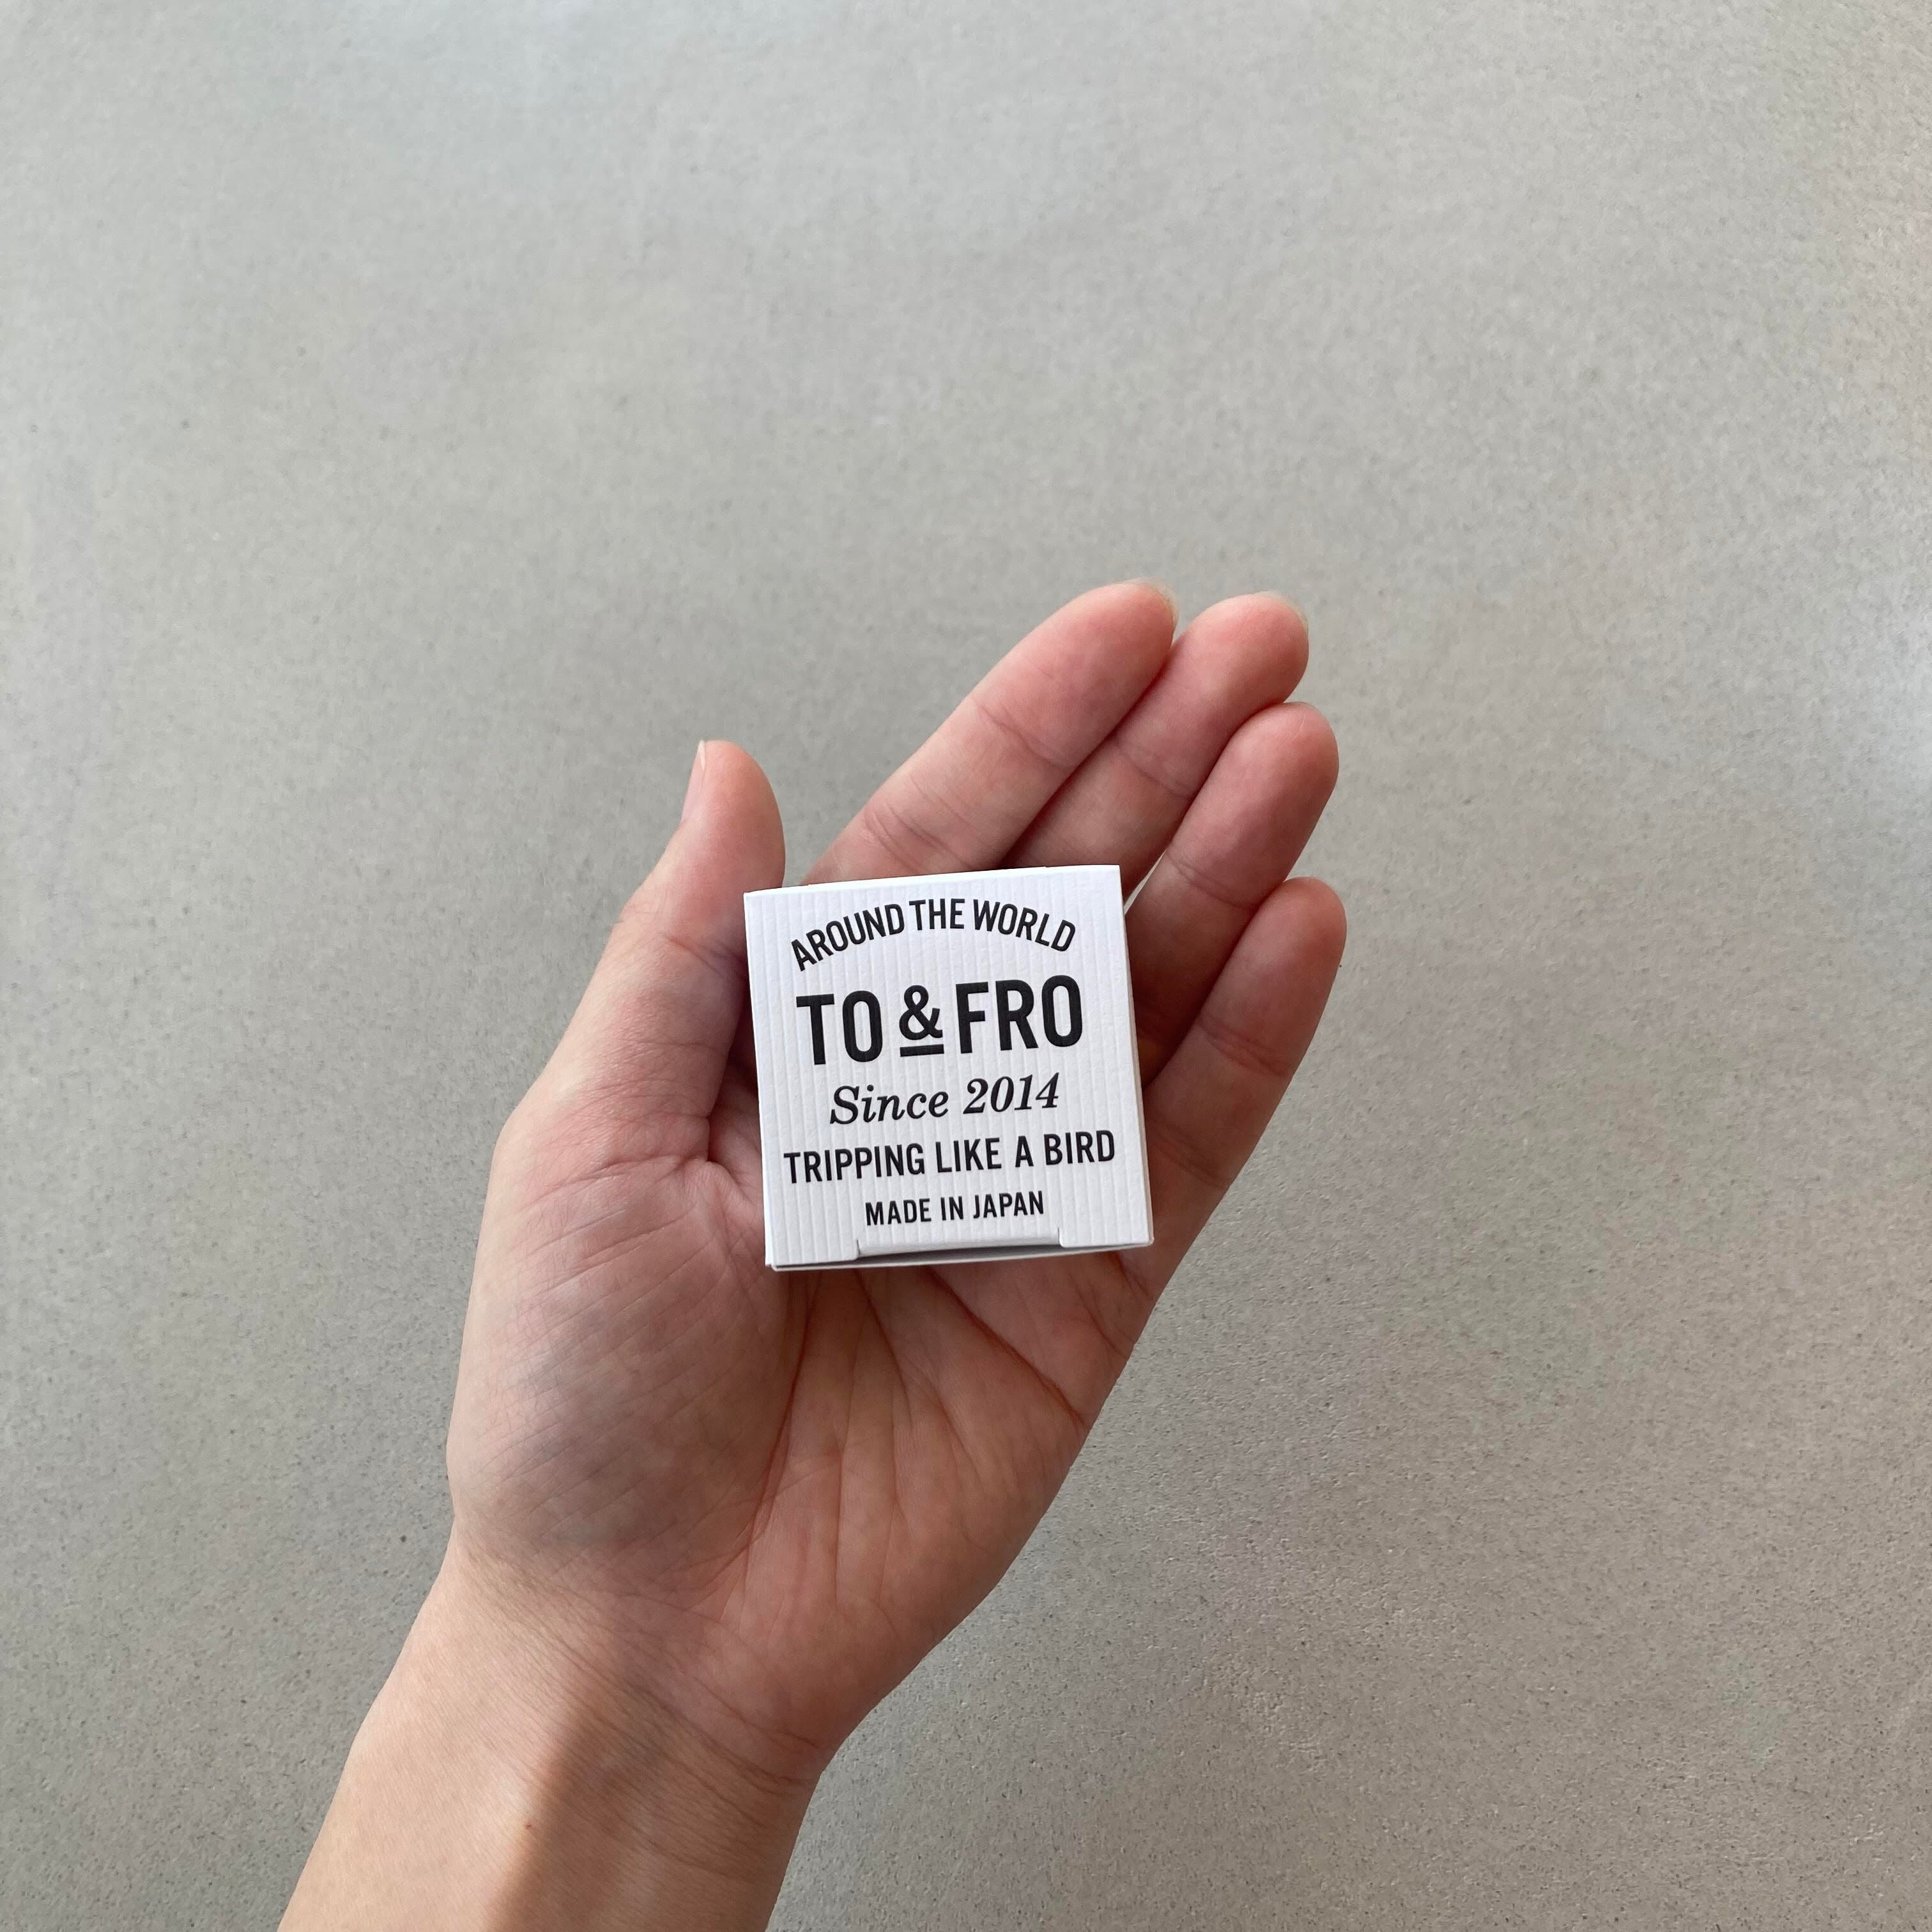 AROUND THE WORLD
TO & FRO
Since 2014
TRIPPING LIKE A BIRD
MADE IN JAPAN